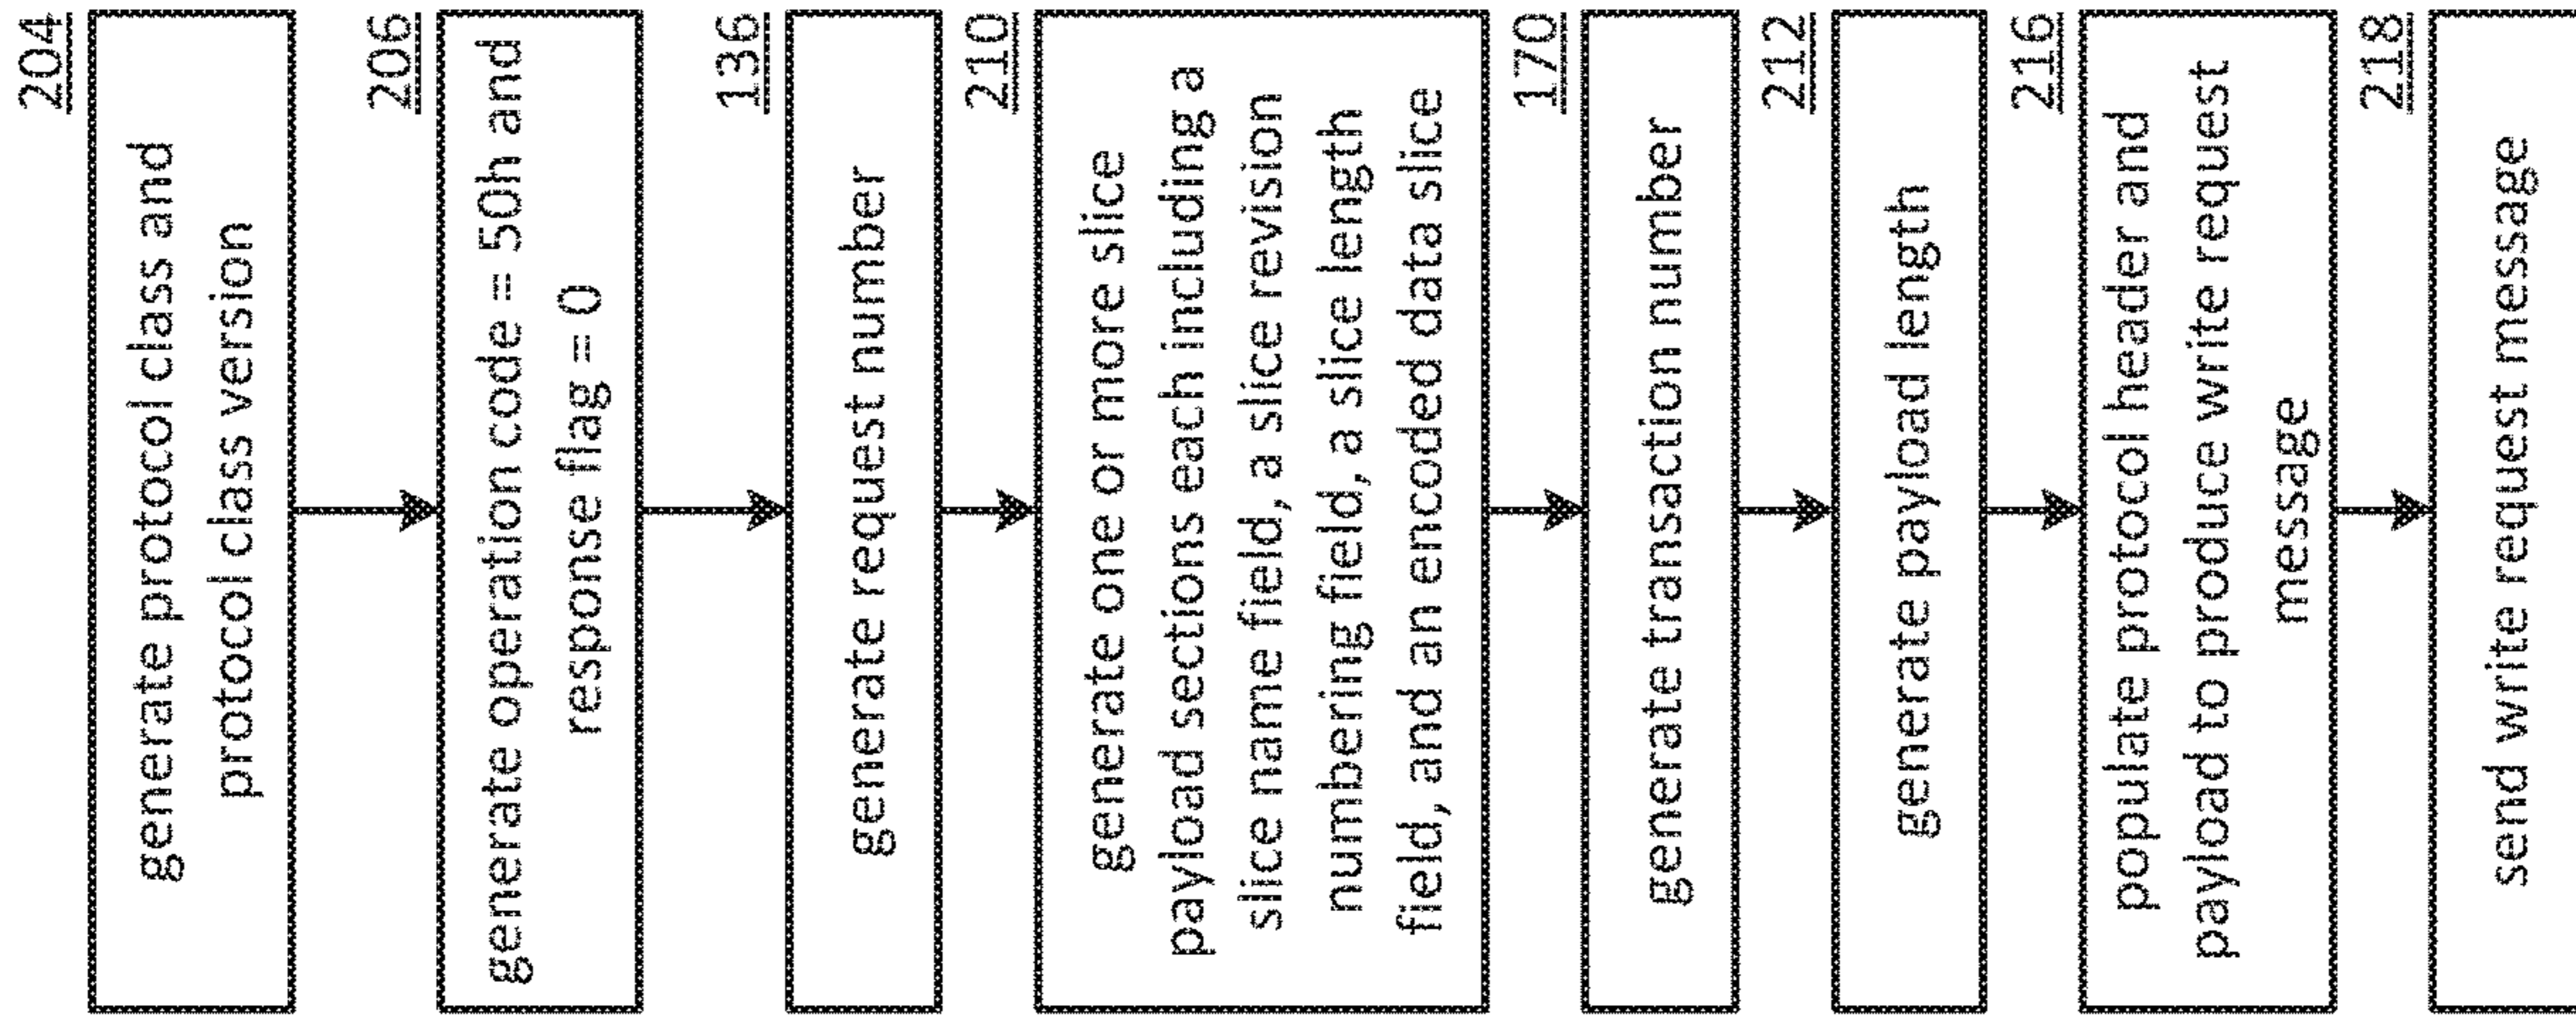 204
generate protocol class and
protocol class version
206
generate operation code = 50h and
response flag = 0
136
generate request number
210
generate one or more slice
payload sections each including a
slice name field, a slice revision
numbering field, a slice length
field, and an encoded data slice
170
generate transaction number
212
generate payload length
216
populate protocol header and
payload to produce write request
message
218
send write request message